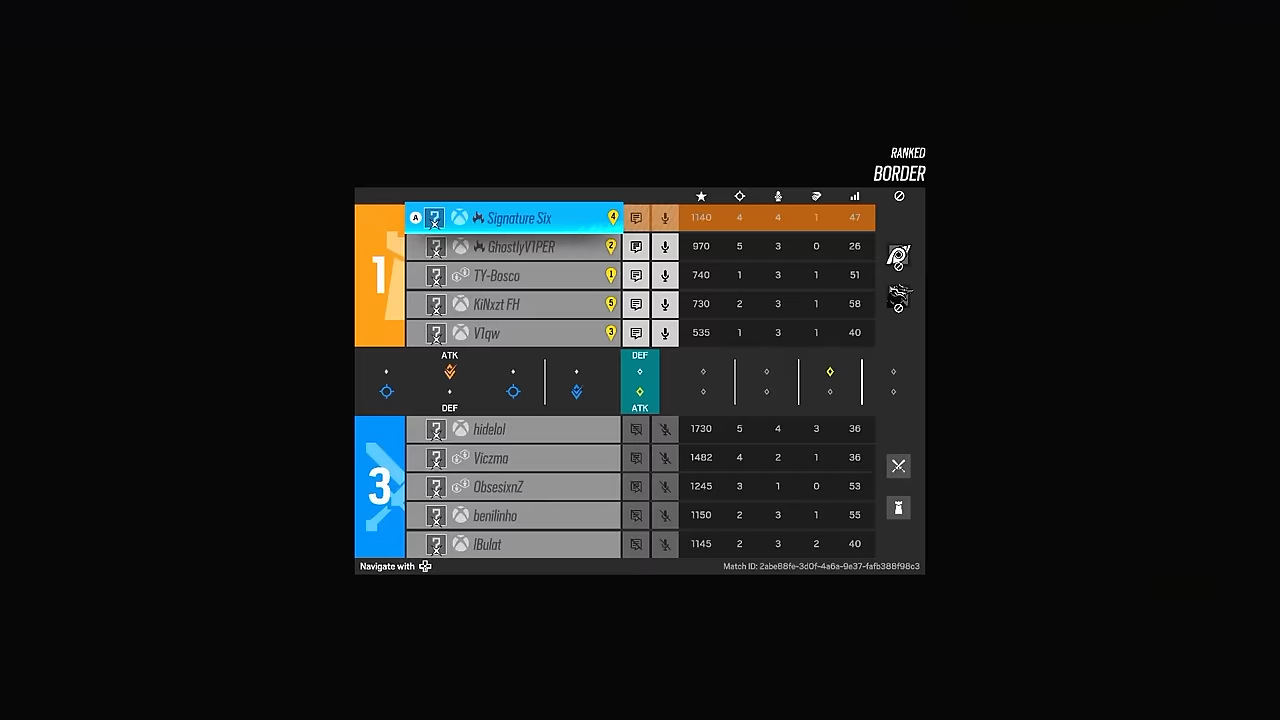 RANKED
BORDER
1
A Signature Six 4 1140 4 4 1 47
GhostlyV1PER 2 970 5 3 0 26
TY-Bosco 1 740 1 3 1 51
KiNxzt FH 5 730 2 3 1 58
V1qw 3 535 1 3 1 40
ATK DEF
DEF ATK
3
hidelol 1730 5 4 3 36
Viczma 1482 4 2 1 36
ObsesixnZ 1245 3 1 0 53
benilinho 1150 2 3 1 55
IBulat 1145 2 3 2 40
Navigate with Match ID: 2abe88fe-3d0f-4a6a-9e37-fafb388f98c3